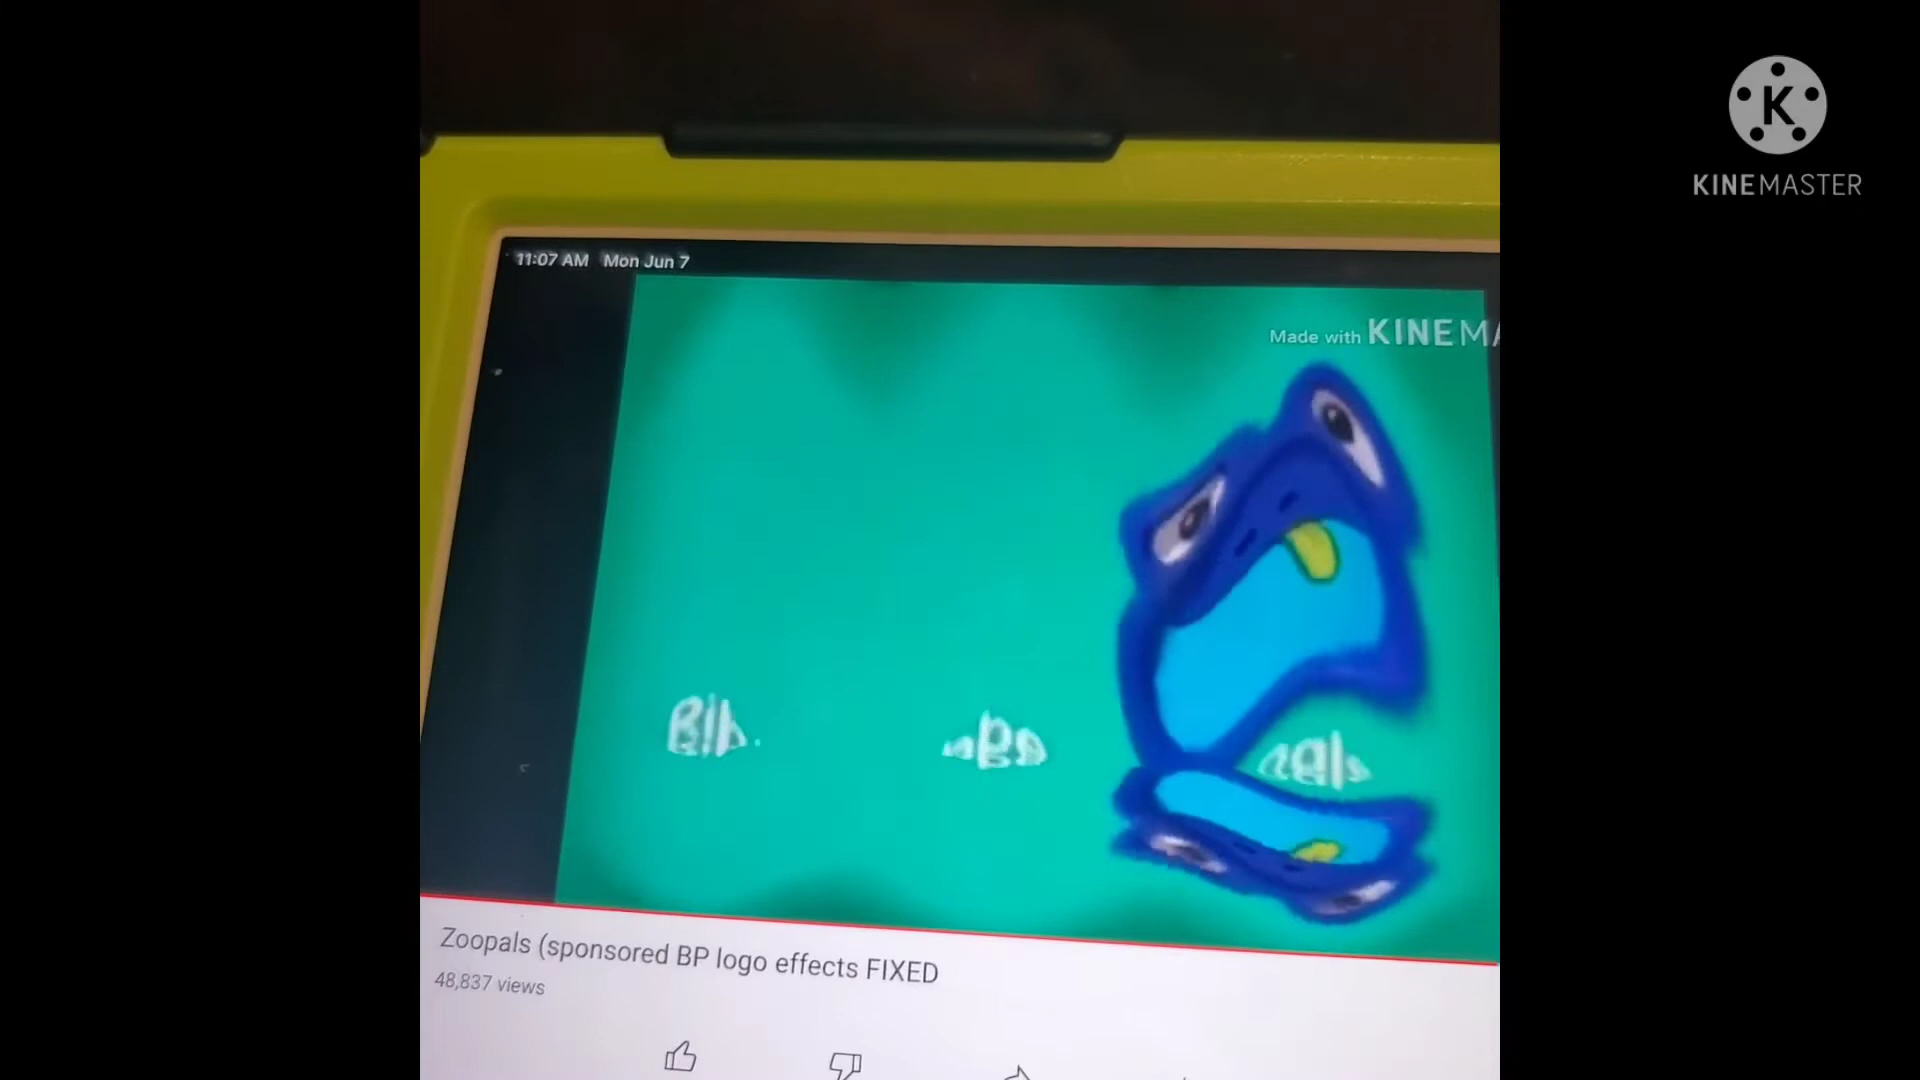 K
KINEMASTER
11:07 AM Mon Jun 7
Made with KINEMA
Zoopals (sponsored BP logo effects FIXED
48,837 views